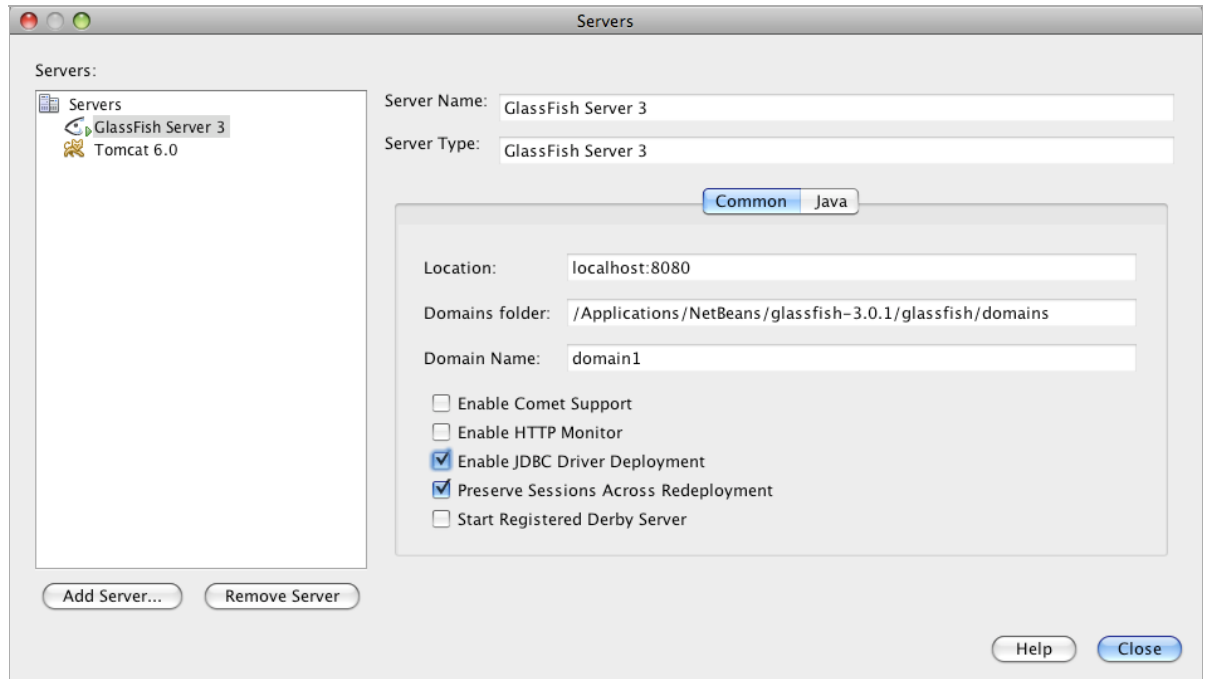 Servers
Servers:
Servers
GlassFish Server 3
Tomcat 6.0
Add Server...
Remove Server
Server Name: GlassFish Server 3
Server Type: GlassFish Server 3
Common Java
Location: localhost:8080
Domains folder: /Applications/NetBeans/glassfish-3.0.1/glassfish/domains
Domain Name: domain1
Enable Comet Support
Enable HTTP Monitor
Enable JDBC Driver Deployment
Preserve Sessions Across Redeployment
Start Registered Derby Server
Help Close